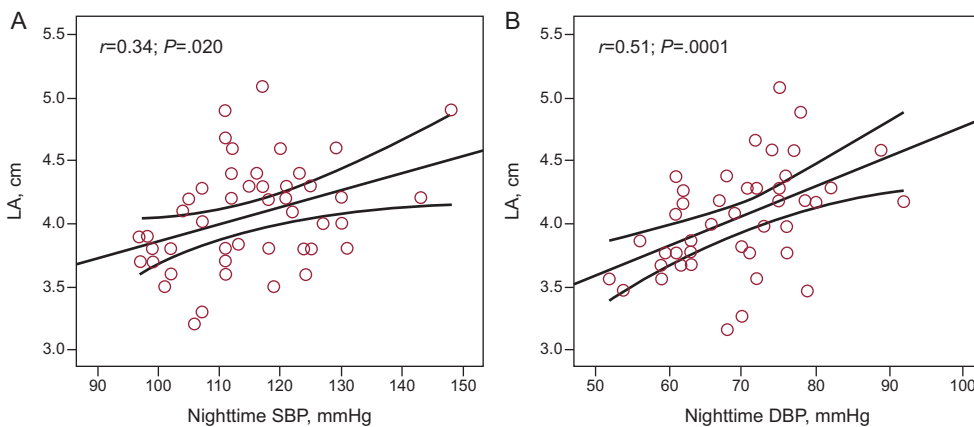 A
r=0.34; P=.020
5.5
5.0
4.5
4.0
3.5
3.0
LA, cm
90 100 110 120 130 140 150
Nighttime SBP, mmHg
B
r=0.51; P=.0001
5.5
5.0
4.5
4.0
3.5
3.0
LA, cm
50 60 70 80 90 100
Nighttime DBP, mmHg